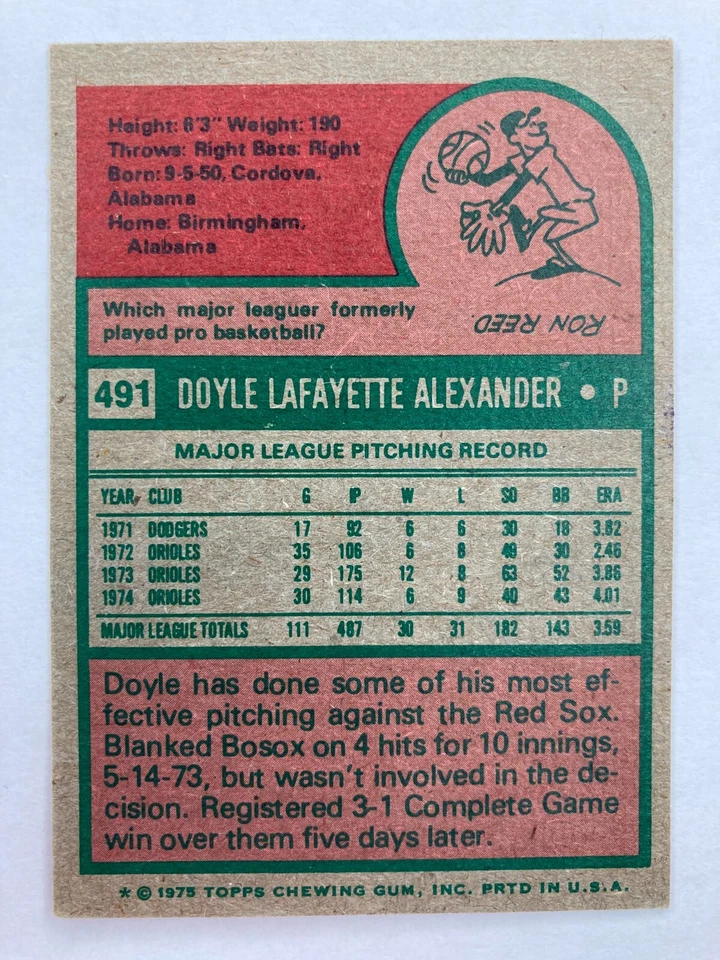 Height: 6'3" Weight: 190
Throws: Right Bats: Right
Born: 9-5-50, Cordova,
Alabama
Home: Birmingham,
Alabama
Which major leaguer formerly
played pro basketball?
RON REED
491 DOYLE LAFAYETTE ALEXANDER • P
MAJOR LEAGUE PITCHING RECORD
YEAR CLUB G IP W L SO BB ERA
1971 DODGERS 17 92 6 6 30 18 3.82
1972 ORIOLES 35 106 6 8 49 30 2.46
1973 ORIOLES 29 175 12 8 63 52 3.86
1974 ORIOLES 30 114 6 9 40 43 4.01
MAJOR LEAGUE TOTALS 111 487 30 31 182 143 3.59
Doyle has done some of his most ef-
fective pitching against the Red Sox.
Blanked Bosox on 4 hits for 10 innings,
5-14-73, but wasn't involved in the de-
cision. Registered 3-1 Complete Game
win over them five days later.
* © 1975 TOPPS CHEWING GUM, INC. PRTD IN U.S.A.